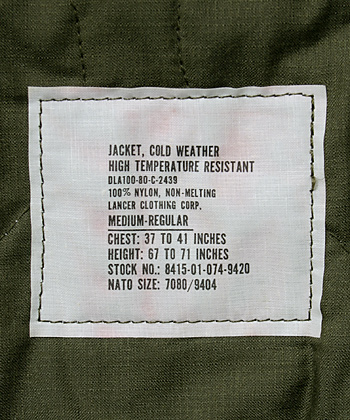 JACKET, COLD WEATHER
HIGH TEMPERATURE RESISTANT
DLA100-80-C-2439
100% NYLON, NON-MELTING
LANCER CLOTHING CORP.
MEDIUM-REGULAR
CHEST: 37 TO 41 INCHES
HEIGHT: 67 TO 71 INCHES
STOCK NO.: 8415-01-074-9420
NATO SIZE: 7080/9404